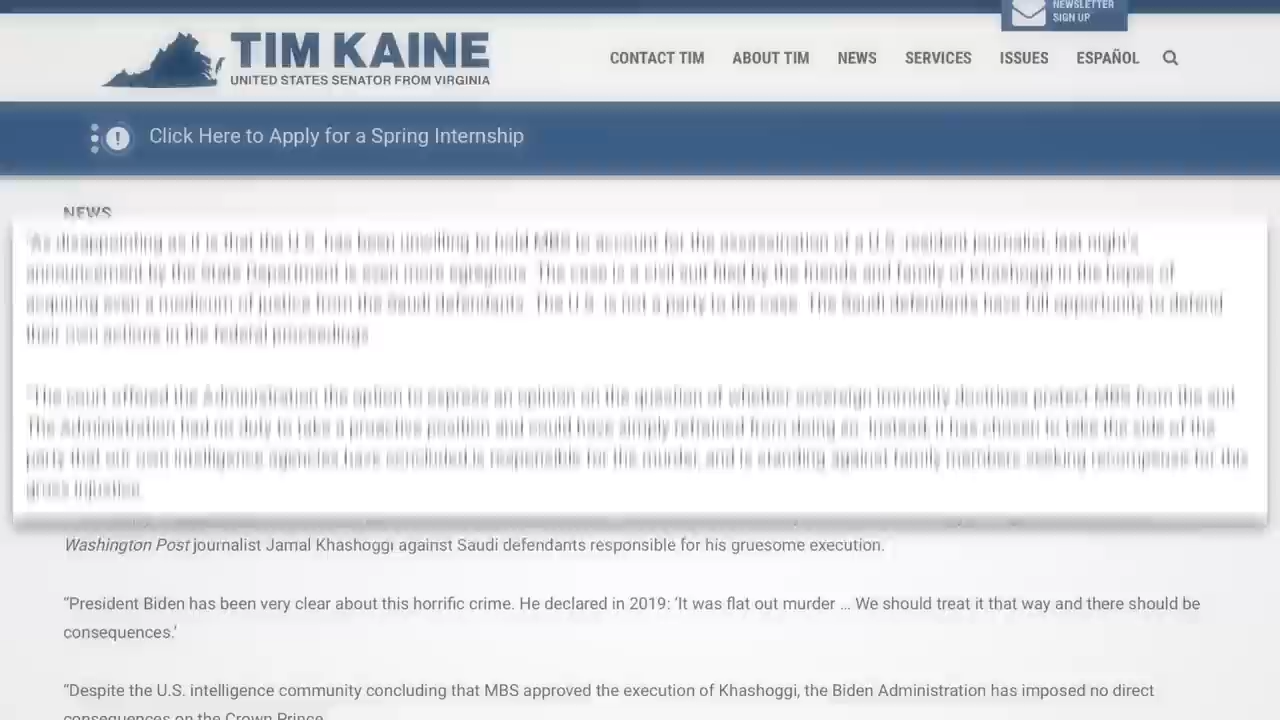 NEWSLETTER
SIGN UP
TIM KAINE
UNITED STATES SENATOR FROM VIRGINIA
CONTACT TIM ABOUT TIM NEWS SERVICES ISSUES ESPAÑOL
Click Here to Apply for a Spring Internship
NEWS
"As disappointing as it is that the U.S. has been unwilling to hold MBS to account for the assassination of a U.S. resident journalist, last night's
announcement by the State Department is even more egregious. The case is a civil suit filed by the friends and family of Khashoggi in the hopes of
acquiring even a modicum of justice from the Saudi defendants. The U.S. is not a party to the case. The Saudi defendants have full opportunity to defend
their own actions in the federal proceedings.
"The court offered the Administration the option to express an opinion on the question of whether sovereign immunity doctrines protect MBS from this suit.
The Administration had no duty to take a proactive position and could have simply refrained from doing so. Instead, it has chosen to take the side of the
party that our own intelligence agencies have concluded is responsible for the murder, and is standing against family members seeking recompense for this
gross injustice.
Washington Post journalist Jamal Khashoggi against Saudi defendants responsible for his gruesome execution.
"President Biden has been very clear about this horrific crime. He declared in 2019: 'It was flat out murder … We should treat it that way and there should be
consequences.'
"Despite the U.S. intelligence community concluding that MBS approved the execution of Khashoggi, the Biden Administration has imposed no direct
consequences on the Crown Prince.